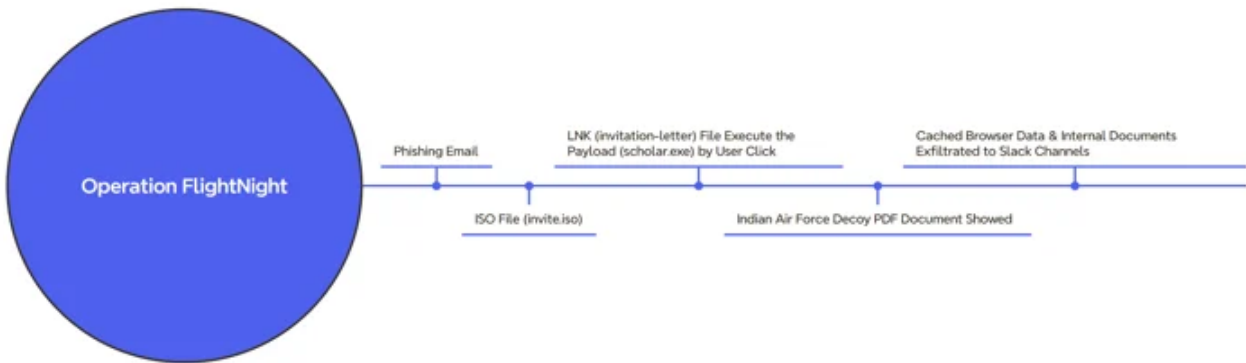 Operation FlightNight
Phishing Email
ISO File (invite.iso)
LNK (invitation-letter) File Execute the
Payload (scholar.exe) by User Click
Indian Air Force Decoy PDF Document Showed
Cached Browser Data & Internal Documents
Exfiltrated to Slack Channels